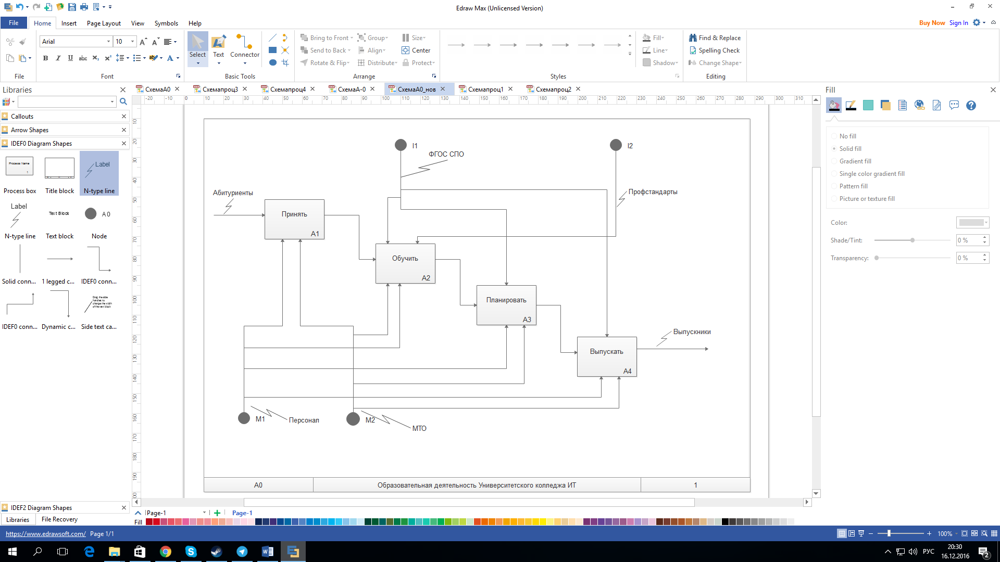 Edraw Max (Unlicensed Version)
File
Home
Insert
Page Layout
View
Symbols
Help
Buy Now
Sign In
Arial
10
Select
Text
Connector
Bring to Front
Group
Size
Send to Back
Align
Center
Rotate & Flip
Distribute
Protect
Fill
Line
Shadow
Find & Replace
Spelling Check
Change Shape
File
Font
Basic Tools
Arrange
Styles
Editing
Libraries
СхемаА0
Схемапроц3
Схемапроц4
СхемаА-0
СхемаА0_нов
Схемапроц1
Схемапроц2
Fill
-20 -10 0 10 20 30 40 50 60 70 80 90 100 110 120 130 140 150 160 170 180 190 200 210 220 230 240 250 260 270 280 290 300 310
10 20 30 40 50 60 70 80 90 100 110 120 130 140 150 160 170 180 190
Callouts
Arrow Shapes
IDEF0 Diagram Shapes
Process Name
1
Label
Process box
Title block
N-type line
Label
Text Block
A0
N-type line
Text block
Node
Solid conn...
1 legged c...
IDEF0 conn...
Drag the side
handles to
change the width
of the text block
IDEF0 conn...
Dynamic c...
Side text ca...
IDEF2 Diagram Shapes
Libraries
File Recovery
I1
ФГОС СПО
I2
Абитуриенты
Профстандарты
Принять
A1
Обучить
A2
Планировать
A3
Выпускники
Выпускать
A4
M1
Персонал
M2
МТО
A0
Образовательная деятельность Университетского колледжа ИТ
1
No fill
Solid fill
Gradient fill
Single color gradient fill
Pattern fill
Picture or texture fill
Color:
Shade/Tint:
0 %
Transparency:
0 %
Page-1
Page-1
Fill
https://www.edrawsoft.com/
Page 1/1
100%
РУС
20:30
16.12.2016
2